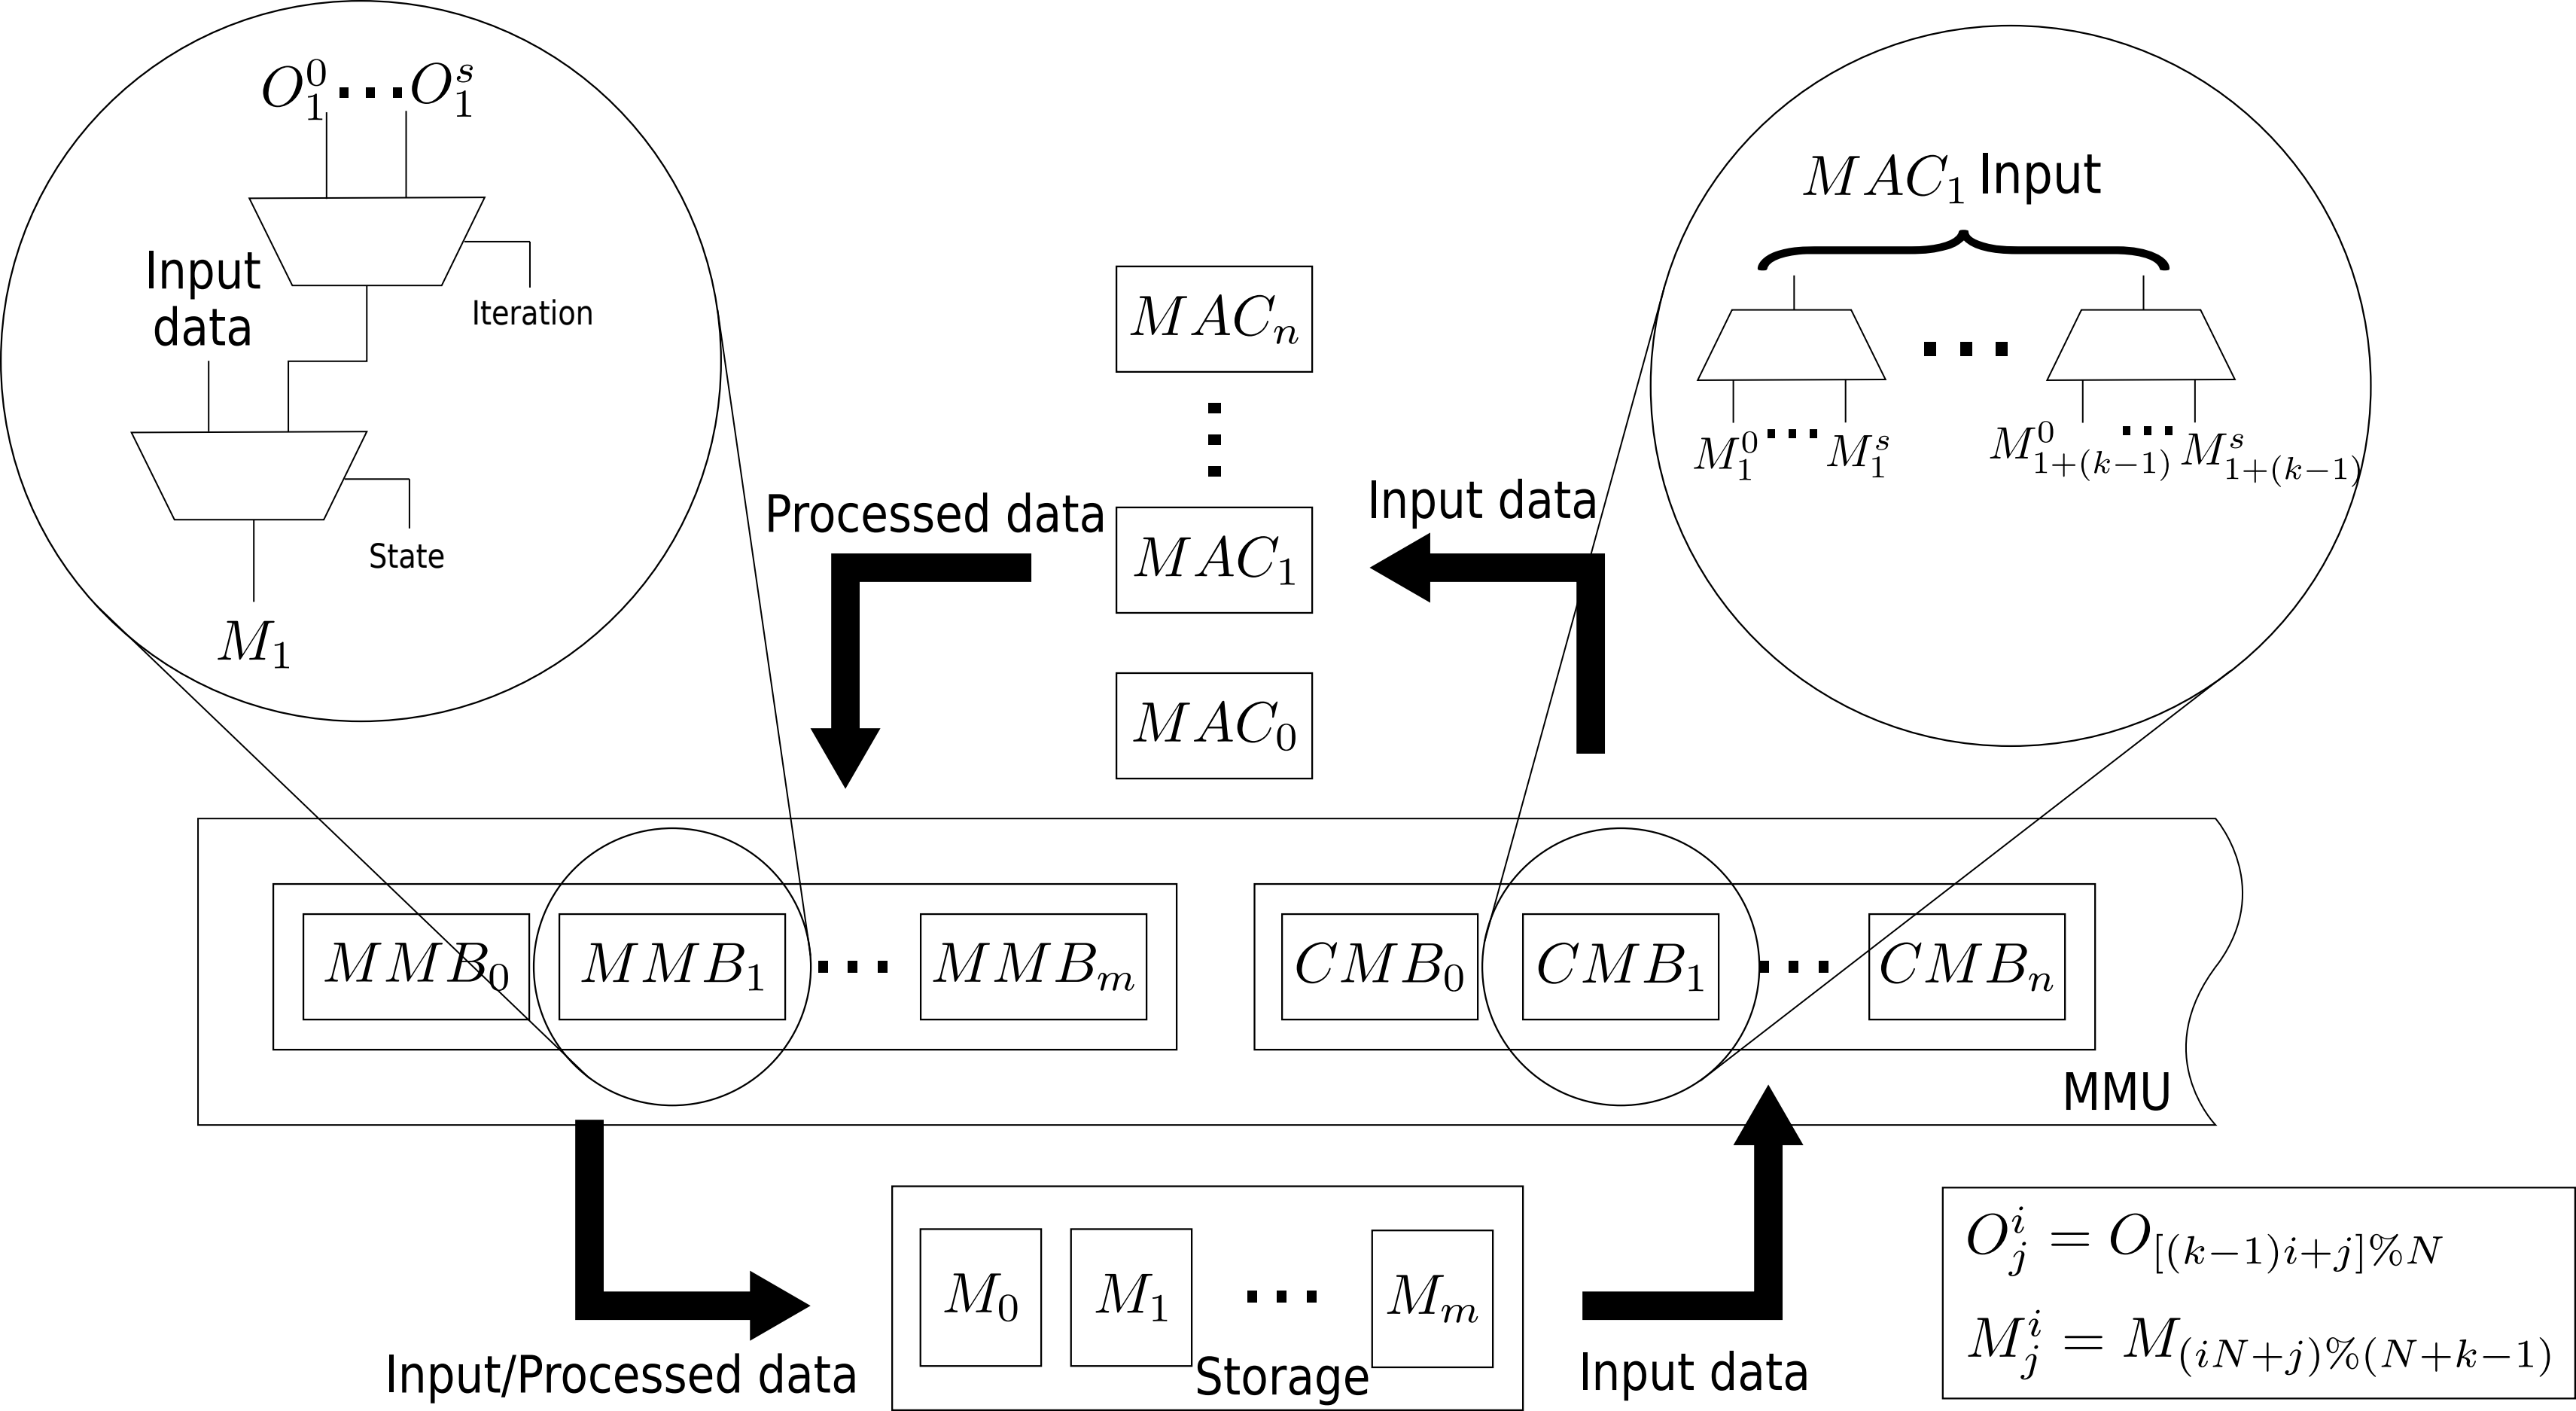 O_1^0 ⋯ O_1^s
Iteration
Input
data
State
M_1
MAC_n
⋮
MAC_1
MAC_0
Processed data
Input data
MAC_1 Input
⋯
M_1^0 ⋯ M_1^s
M_{1+(k−1)}^0 ⋯ M_{1+(k−1)}^s
MMB_0 MMB_1 ⋯ MMB_m
CMB_0 CMB_1 ⋯ CMB_n
MMU
Input/Processed data
M_0 M_1 ⋯ M_m
Storage
Input data
O_j^i = O_{[(k−1)i+j]%N}
M_j^i = M_{(iN+j)%(N+k−1)}